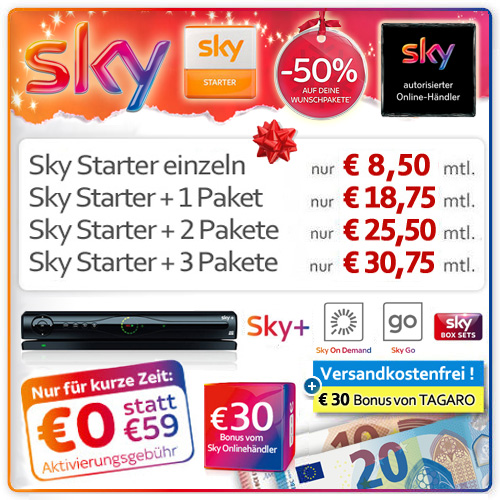 sky
sky
STARTER
-50%
AUF DEINE
WUNSCHPAKETE*
sky
autorisierter
Online-Händler
Sky Starter einzeln nur € 8,50 mtl.
Sky Starter + 1 Paket nur € 18,75 mtl.
Sky Starter + 2 Pakete nur € 25,50 mtl.
Sky Starter + 3 Pakete nur € 30,75 mtl.
sky+
Sky+
Sky On Demand
go
Sky Go
sky
BOX SETS
Nur für kurze Zeit:
€0 statt
€59
Aktivierungsgebühr
€30
Bonus vom
Sky Onlinehändler
Versandkostenfrei !
+ € 30 Bonus von TAGARO
10
20